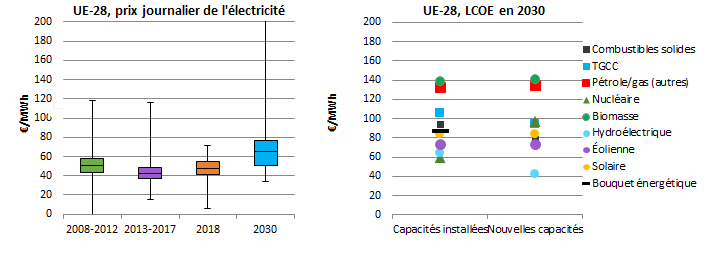 UE-28, prix journalier de l'électricité
€/MWh
200
180
160
140
120
100
80
60
40
20
0
2008-2012
2013-2017
2018
2030
UE-28, LCOE en 2030
€/MWh
200
180
160
140
120
100
80
60
40
20
0
Capacités installées
Nouvelles capacités
Combustibles solides
TGCC
Pétrole/gas (autres)
Nucléaire
Biomasse
Hydroélectrique
Éolienne
Solaire
Bouquet énergétique